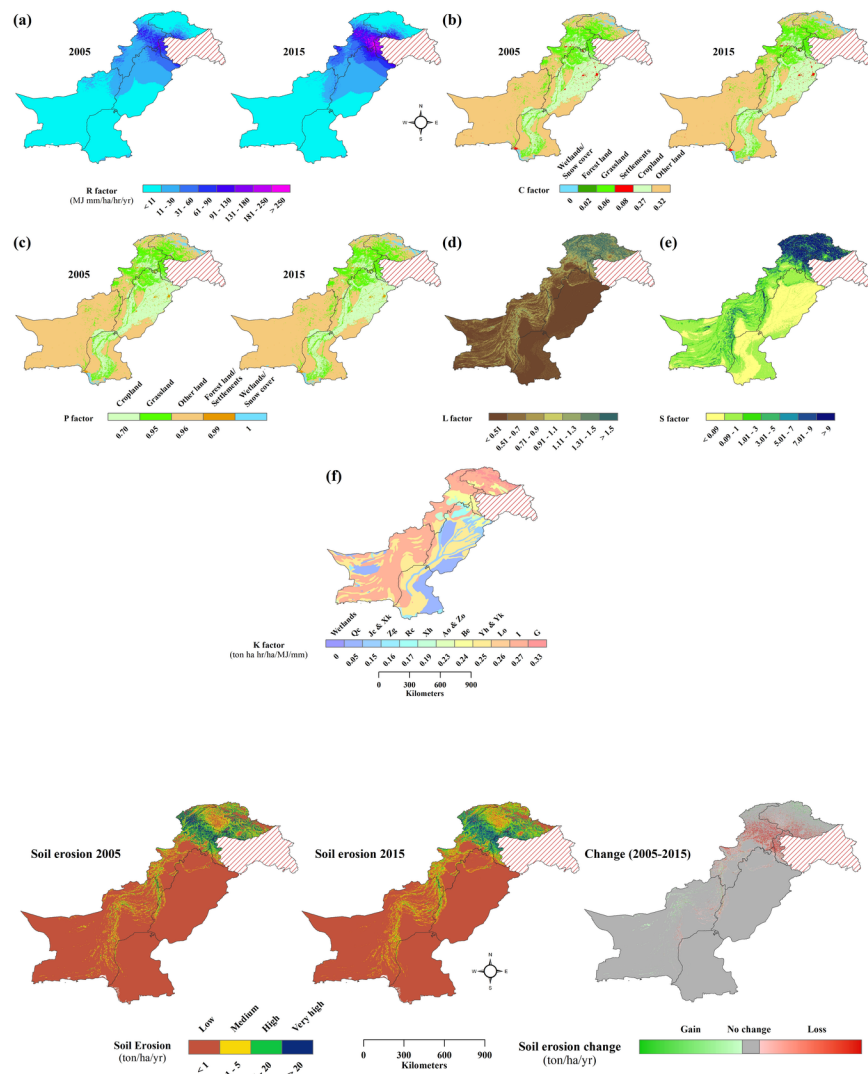 (a)
2005
2015
N
W E
S
R factor
(MJ mm/ha/hr/yr)
< 11
11 - 30
31 - 60
61 - 90
91 - 130
131 - 180
181 - 250
> 250
(b)
2005
2015
Wetlands/
Snow cover
Forest land
Grassland
Settlements
Cropland
Other land
C factor
0
0.02
0.06
0.08
0.27
0.32
(c)
2005
2015
Cropland
Grassland
Other land
Forest land/
Settlements
Wetlands/
Snow cover
P factor
0.70
0.95
0.96
0.99
1
(d)
L factor
< 0.51
0.51 - 0.7
0.71 - 0.9
0.91 - 1.1
1.11 - 1.3
1.31 - 1.5
> 1.5
(e)
S factor
< 0.09
0.09 - 1
1.01 - 3
3.01 - 5
5.01 - 7
7.01 - 9
> 9
(f)
Wetlands
Qc
Jc & Xk
Zg
Rc
Xh
Ao & Zo
Be
Yh & Yk
Lo
I
G
K factor
(ton ha hr/ha/MJ/mm)
0
0.05
0.15
0.16
0.17
0.19
0.23
0.24
0.25
0.26
0.27
0.33
0 300 600 900
Kilometers
Soil erosion 2005
Soil erosion 2015
Change (2005-2015)
N
W E
S
Low
Medium
High
Very high
Soil Erosion
(ton/ha/yr)
< 1
1 - 5
- 20
> 20
0 300 600 900
Kilometers
Gain No change Loss
Soil erosion change
(ton/ha/yr)